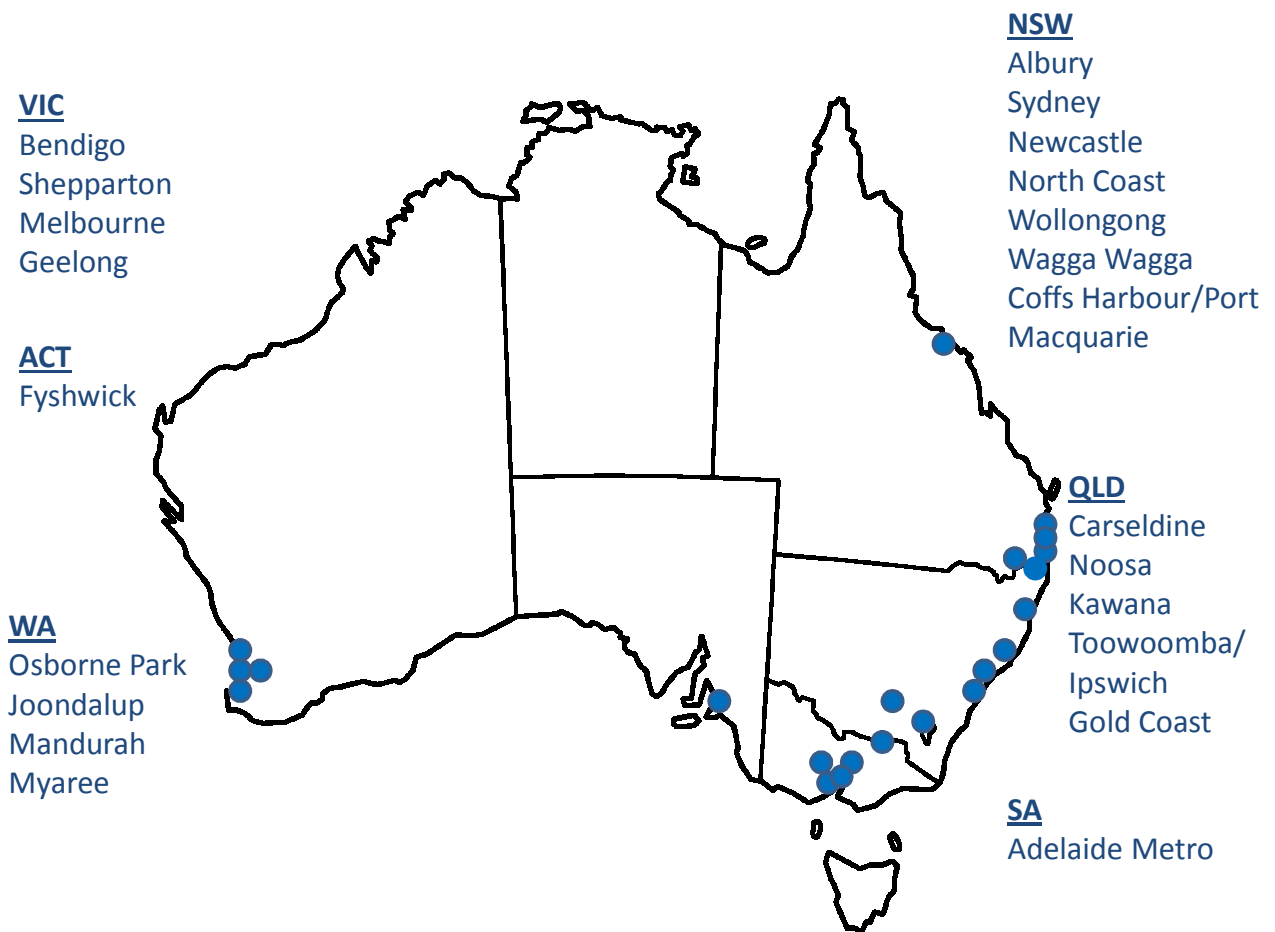 VIC
Bendigo
Shepparton
Melbourne
Geelong
ACT
Fyshwick
WA
Osborne Park
Joondalup
Mandurah
Myaree
NSW
Albury
Sydney
Newcastle
North Coast
Wollongong
Wagga Wagga
Coffs Harbour/Port
Macquarie
QLD
Carseldine
Noosa
Kawana
Toowoomba/
Ipswich
Gold Coast
SA
Adelaide Metro